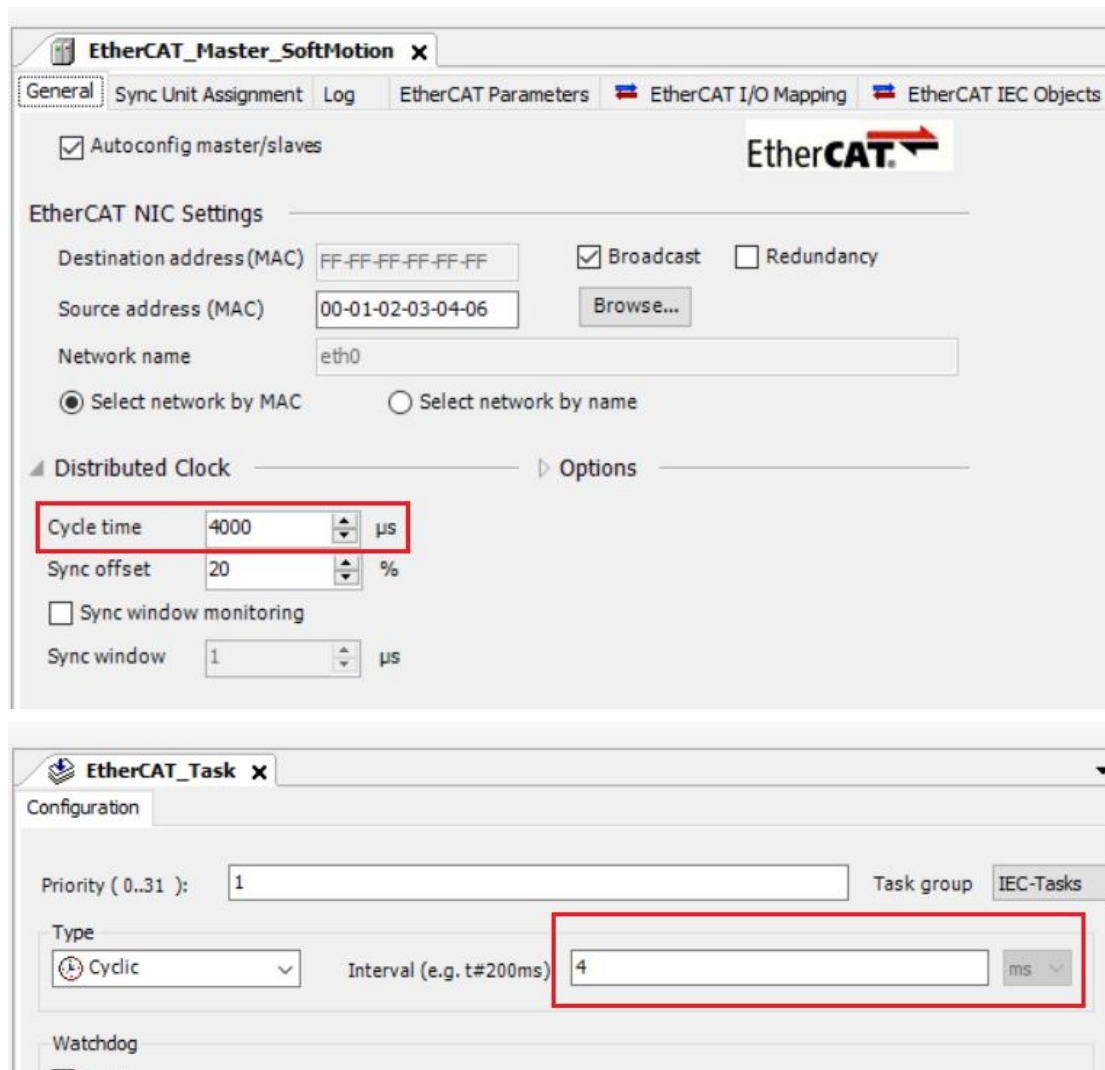 EtherCAT_Master_SoftMotion
General Sync Unit Assignment Log EtherCAT Parameters EtherCAT I/O Mapping EtherCAT IEC Objects
Autoconfig master/slaves
EtherCAT®
EtherCAT NIC Settings
Destination address (MAC) FF-FF-FF-FF-FF-FF Broadcast Redundancy
Source address (MAC) 00-01-02-03-04-06 Browse...
Network name eth0
Select network by MAC Select network by name
Distributed Clock Options
Cycle time 4000 µs
Sync offset 20 %
Sync window monitoring
Sync window 1 µs
EtherCAT_Task
Configuration
Priority ( 0..31 ): 1 Task group IEC-Tasks
Type
Cyclic Interval (e.g. t#200ms) 4 ms
Watchdog